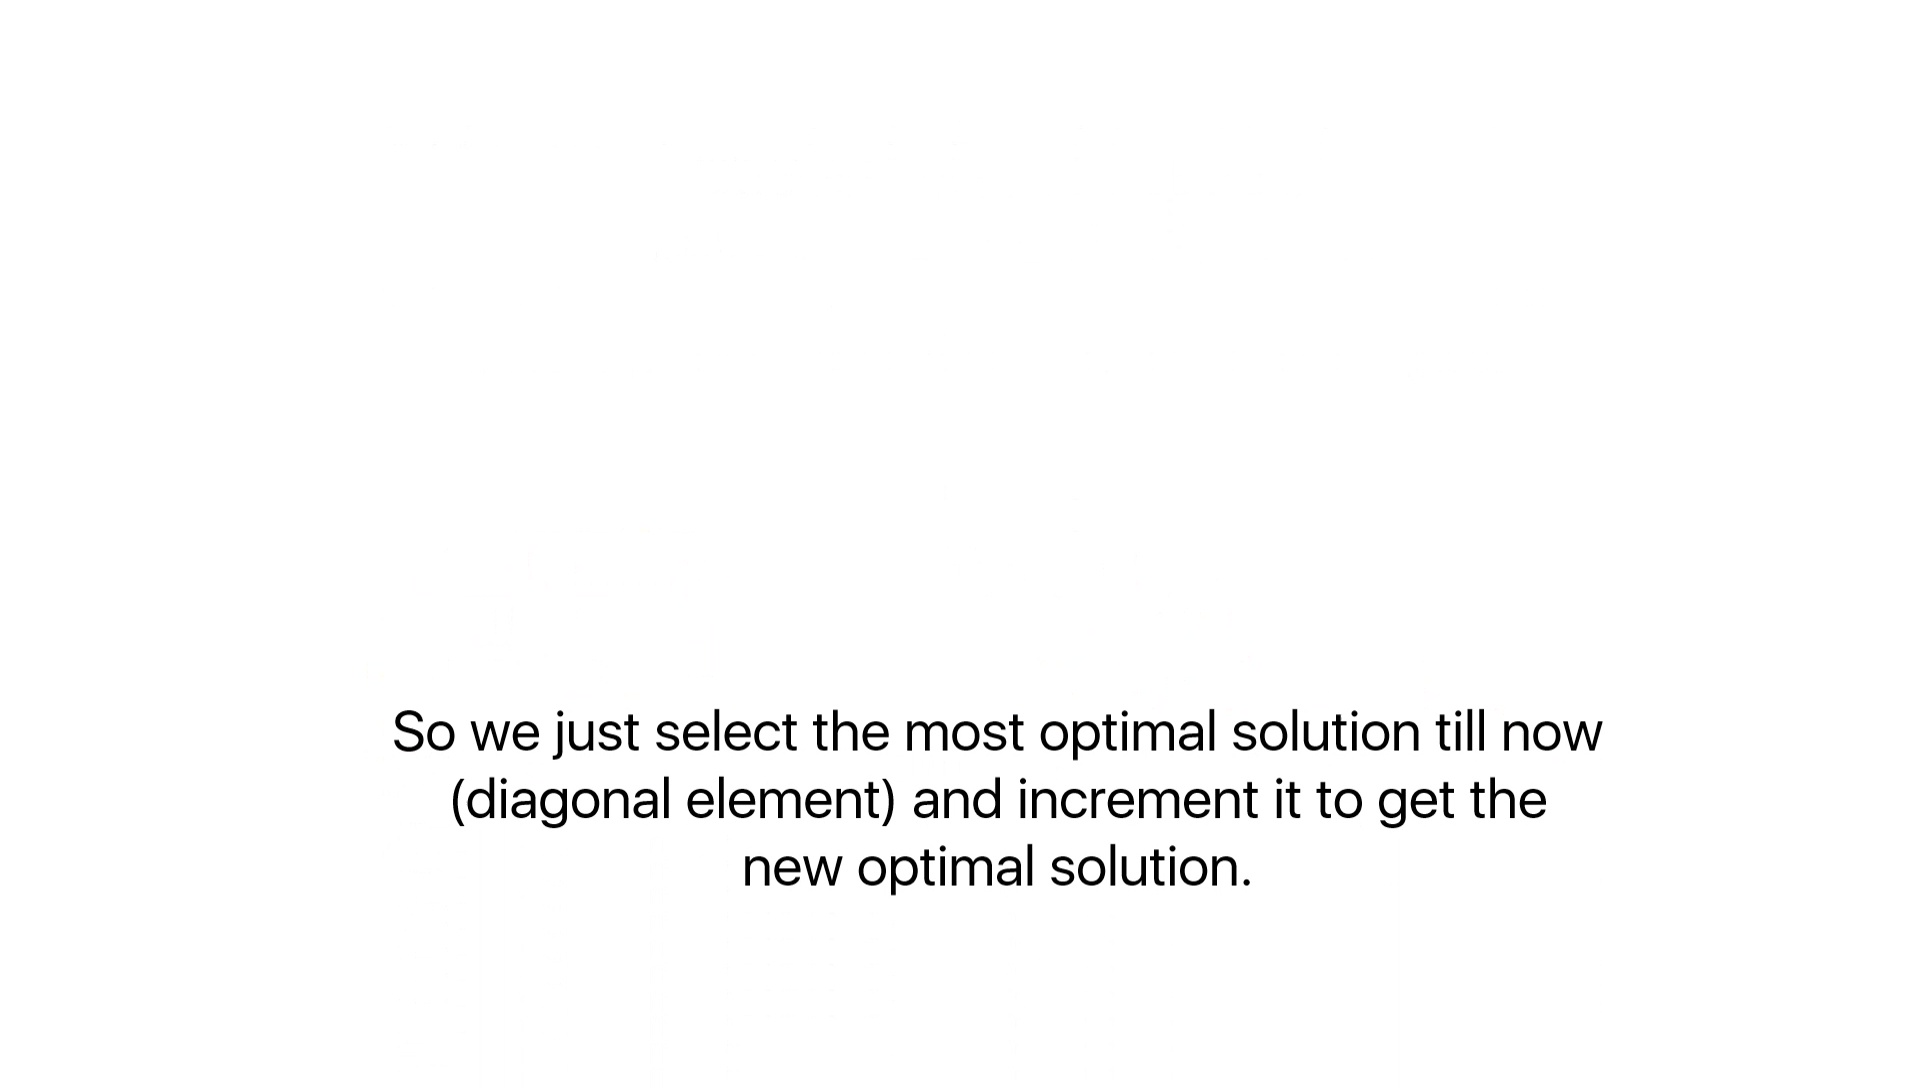 So we just select the most optimal solution till now
(diagonal element) and increment it to get the
new optimal solution.